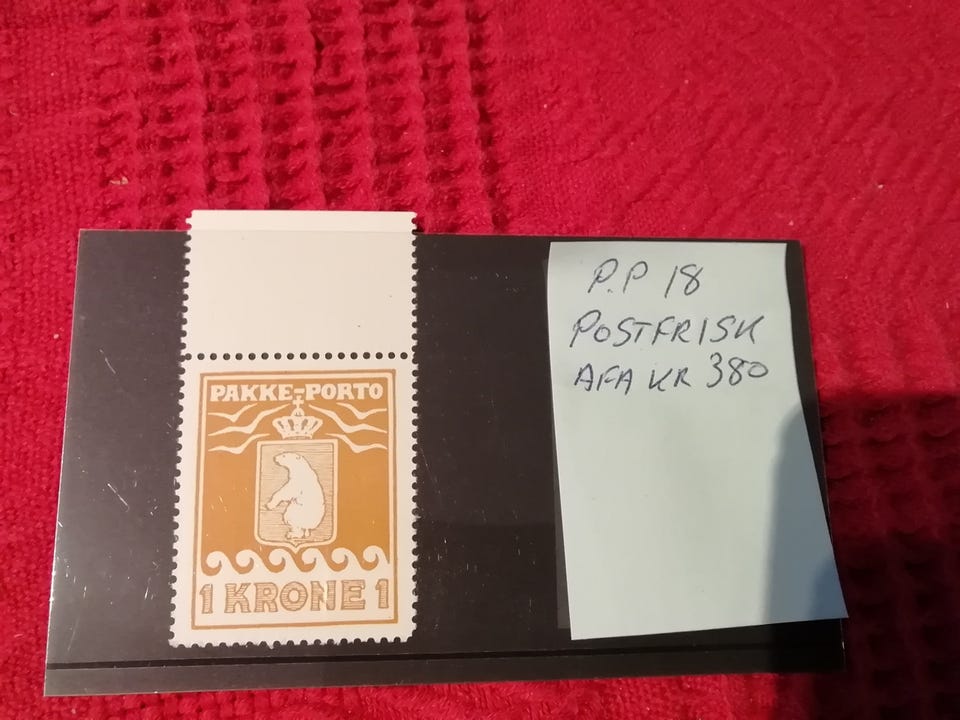 PAKKE-PORTO
1 KRONE 1
P.P 18
POSTFRISK
AFA KR 380